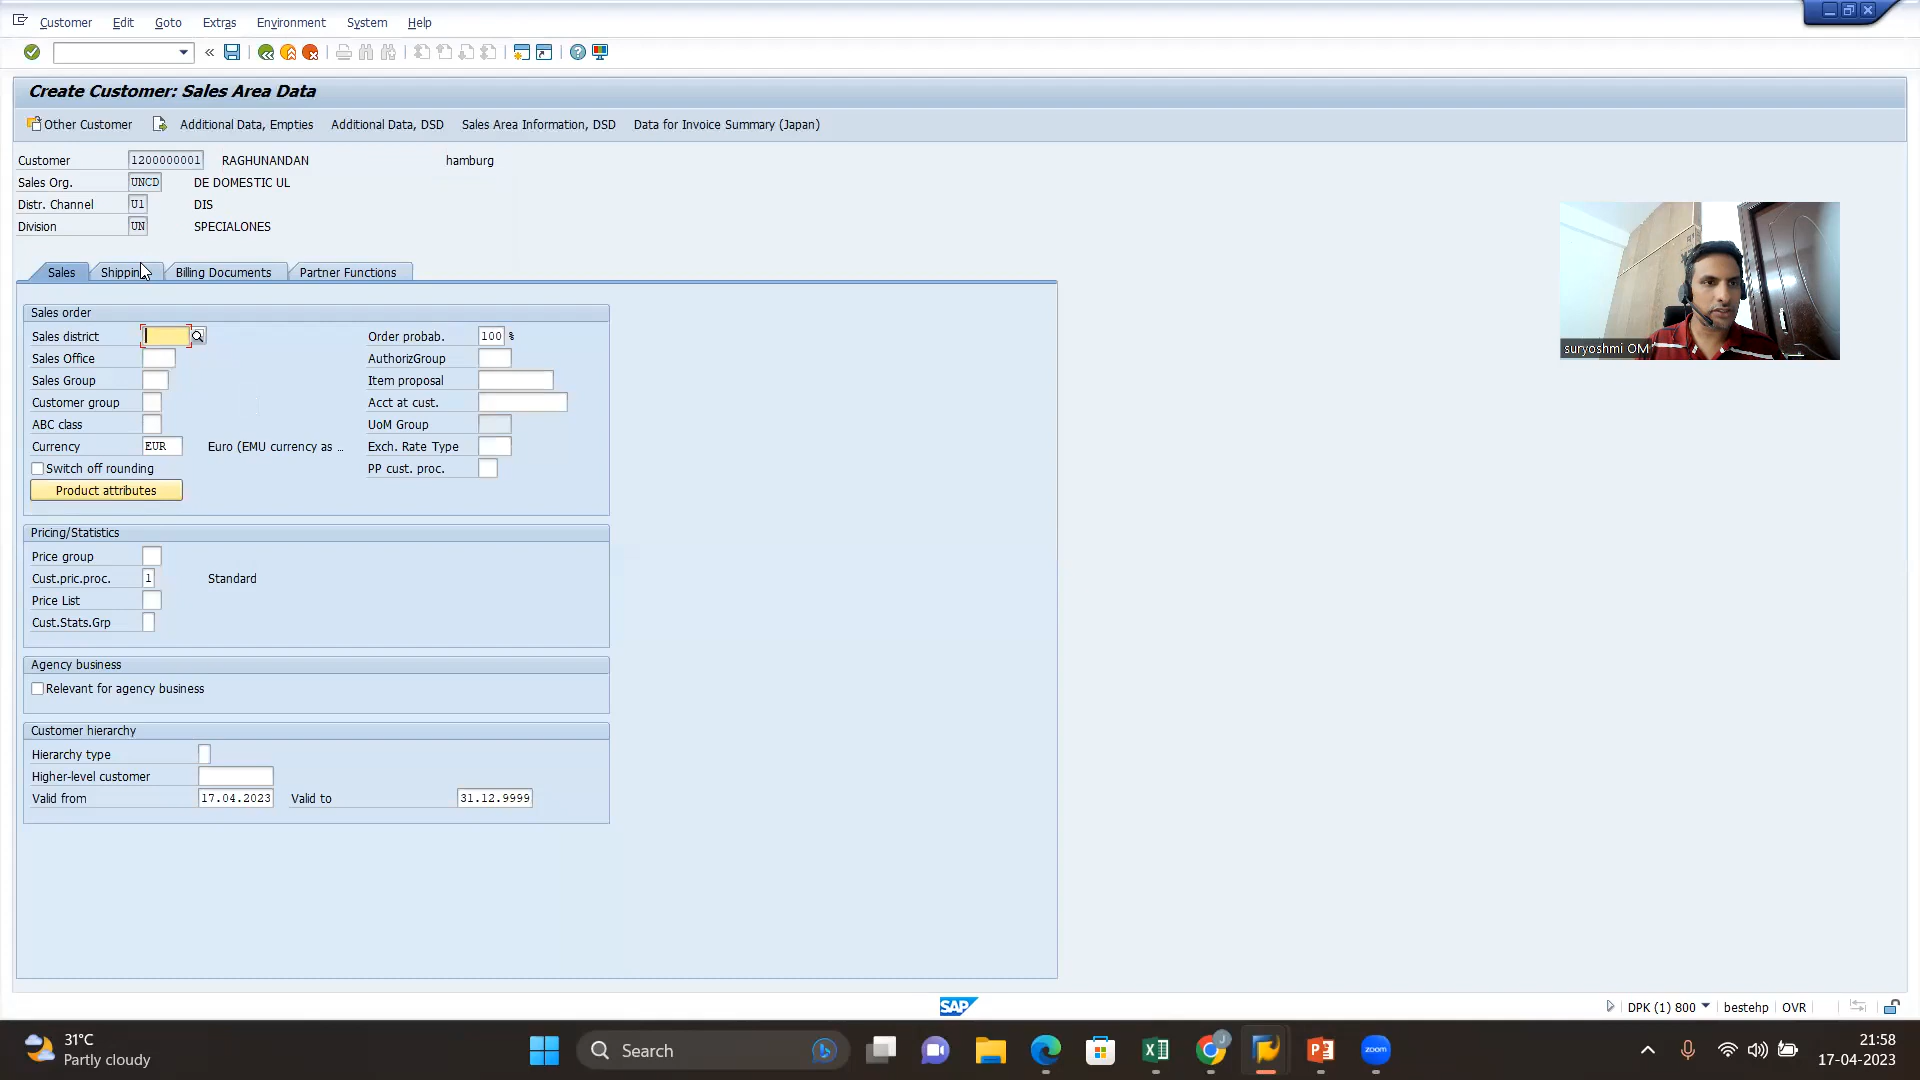 Customer Edit Goto Extras Environment System Help
Create Customer: Sales Area Data
Other Customer Additional Data, Empties Additional Data, DSD Sales Area Information, DSD Data for Invoice Summary (Japan)
Customer 1200000001 RAGHUNANDAN hamburg
Sales Org. UNCD DE DOMESTIC UL
Distr. Channel U1 DIS
Division UN SPECIALONES
Sales Shipping Billing Documents Partner Functions
Sales order
Sales district Order probab. 100 %
Sales Office AuthorizGroup
Sales Group Item proposal
Customer group Acct at cust.
ABC class UoM Group
Currency EUR Euro (EMU currency as ... Exch. Rate Type
Switch off rounding PP cust. proc.
Product attributes
Pricing/Statistics
Price group
Cust.pric.proc. 1 Standard
Price List
Cust.Stats.Grp
Agency business
Relevant for agency business
Customer hierarchy
Hierarchy type
Higher-level customer
Valid from 17.04.2023 Valid to 31.12.9999
suryoshmi OM
SAP
DPK (1) 800 bestehp OVR
31°C
Partly cloudy
Search
zoom
21:58
17-04-2023